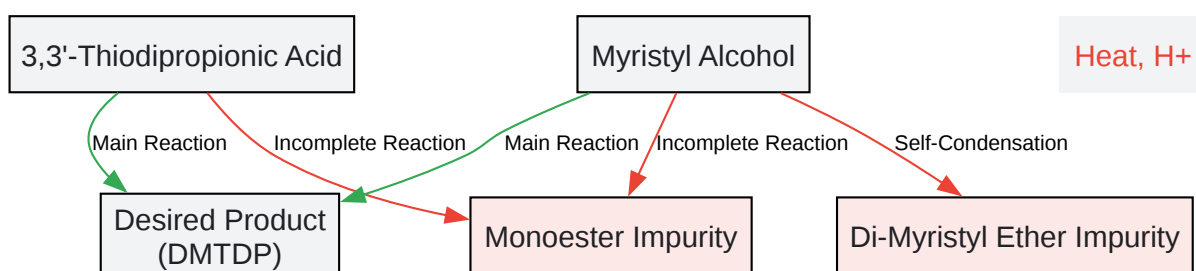 3,3'-Thiodipropionic Acid
Myristyl Alcohol
Heat, H+
Main Reaction
Incomplete Reaction
Main Reaction
Incomplete Reaction
Self-Condensation
Desired Product
(DMTDP)
Monoester Impurity
Di-Myristyl Ether Impurity